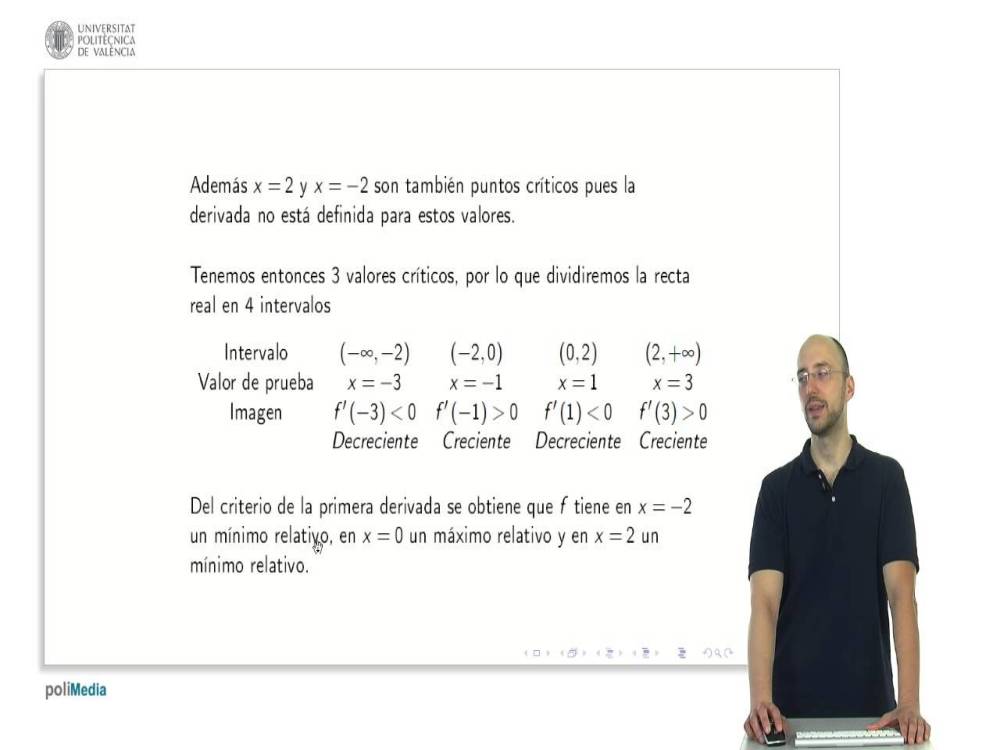 UNIVERSITAT
POLITÈCNICA
DE VALÈNCIA
Además x = 2 y x = −2 son también puntos críticos pues la
derivada no está definida para estos valores.
Tenemos entonces 3 valores críticos, por lo que dividiremos la recta
real en 4 intervalos
Intervalo (−∞,−2) (−2,0) (0,2) (2,+∞)
Valor de prueba x = −3 x = −1 x = 1 x = 3
Imagen f′(−3) < 0 f′(−1) > 0 f′(1) < 0 f′(3) > 0
Decreciente Creciente Decreciente Creciente
Del criterio de la primera derivada se obtiene que f tiene en x = −2
un mínimo relativo, en x = 0 un máximo relativo y en x = 2 un
mínimo relativo.
poliMedia